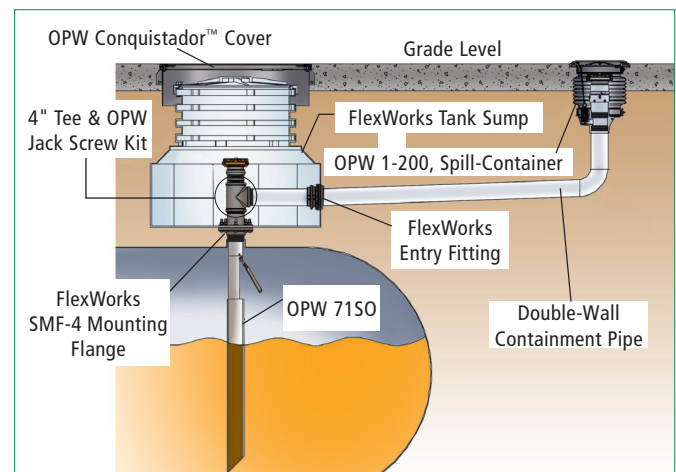 OPW Conquistador™ Cover
Grade Level
4" Tee & OPW
Jack Screw Kit
FlexWorks Tank Sump
OPW 1-200, Spill-Container
FlexWorks
Entry Fitting
FlexWorks
SMF-4 Mounting
Flange
OPW 71SO
Double-Wall
Containment Pipe